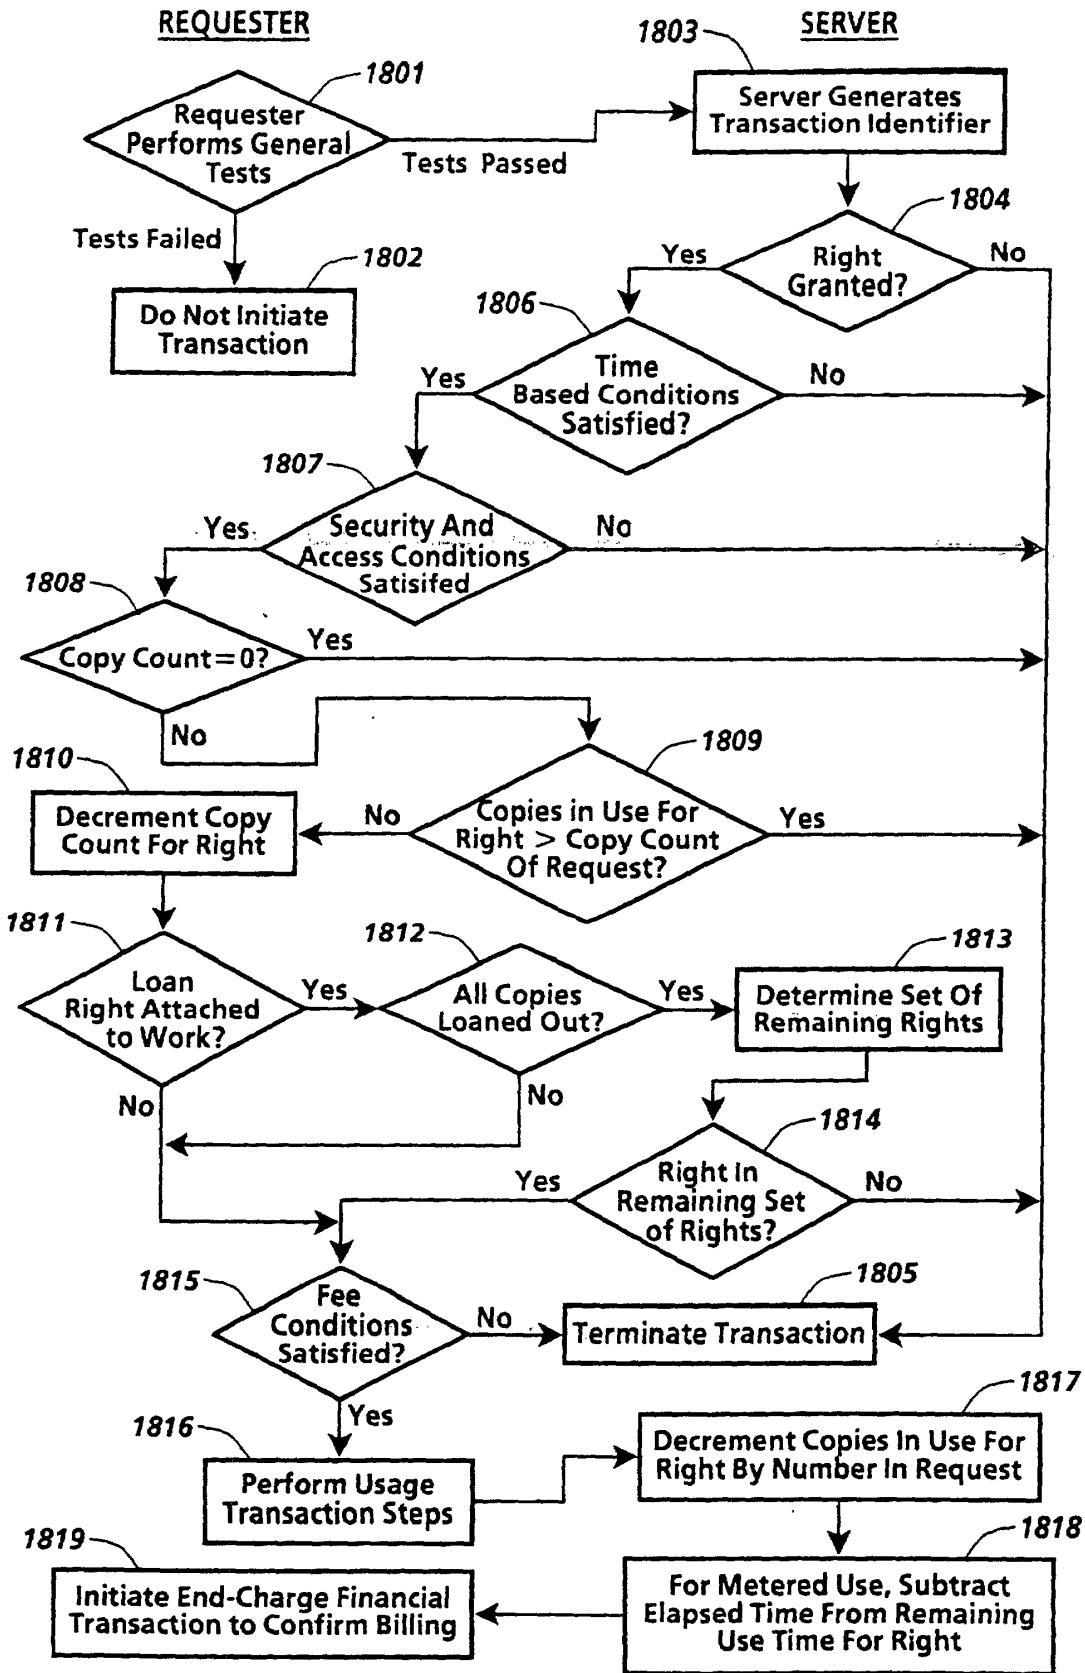 REQUESTER
SERVER
1801
1803
Requester
Performs General
Tests
Tests Passed
Server Generates
Transaction Identifier
Tests Failed
1802
Do Not Initiate
Transaction
1804
Right
Granted?
Yes
No
1806
Time
Based Conditions
Satisfied?
Yes
No
1807
Security And
Access Conditions
Satisifed
Yes
No
1808
Copy Count=0?
Yes
No
1809
Copies in Use For
Right > Copy Count
Of Request?
No
Yes
1810
Decrement Copy
Count For Right
1811
Loan
Right Attached
to Work?
Yes
No
1812
All Copies
Loaned Out?
Yes
No
1813
Determine Set Of
Remaining Rights
1814
Right In
Remaining Set
of Rights?
Yes
No
1815
Fee
Conditions
Satisfied?
No
Yes
1805
Terminate Transaction
1816
Perform Usage
Transaction Steps
1817
Decrement Copies In Use For
Right By Number In Request
1818
For Metered Use, Subtract
Elapsed Time From Remaining
Use Time For Right
1819
Initiate End-Charge Financial
Transaction to Confirm Billing